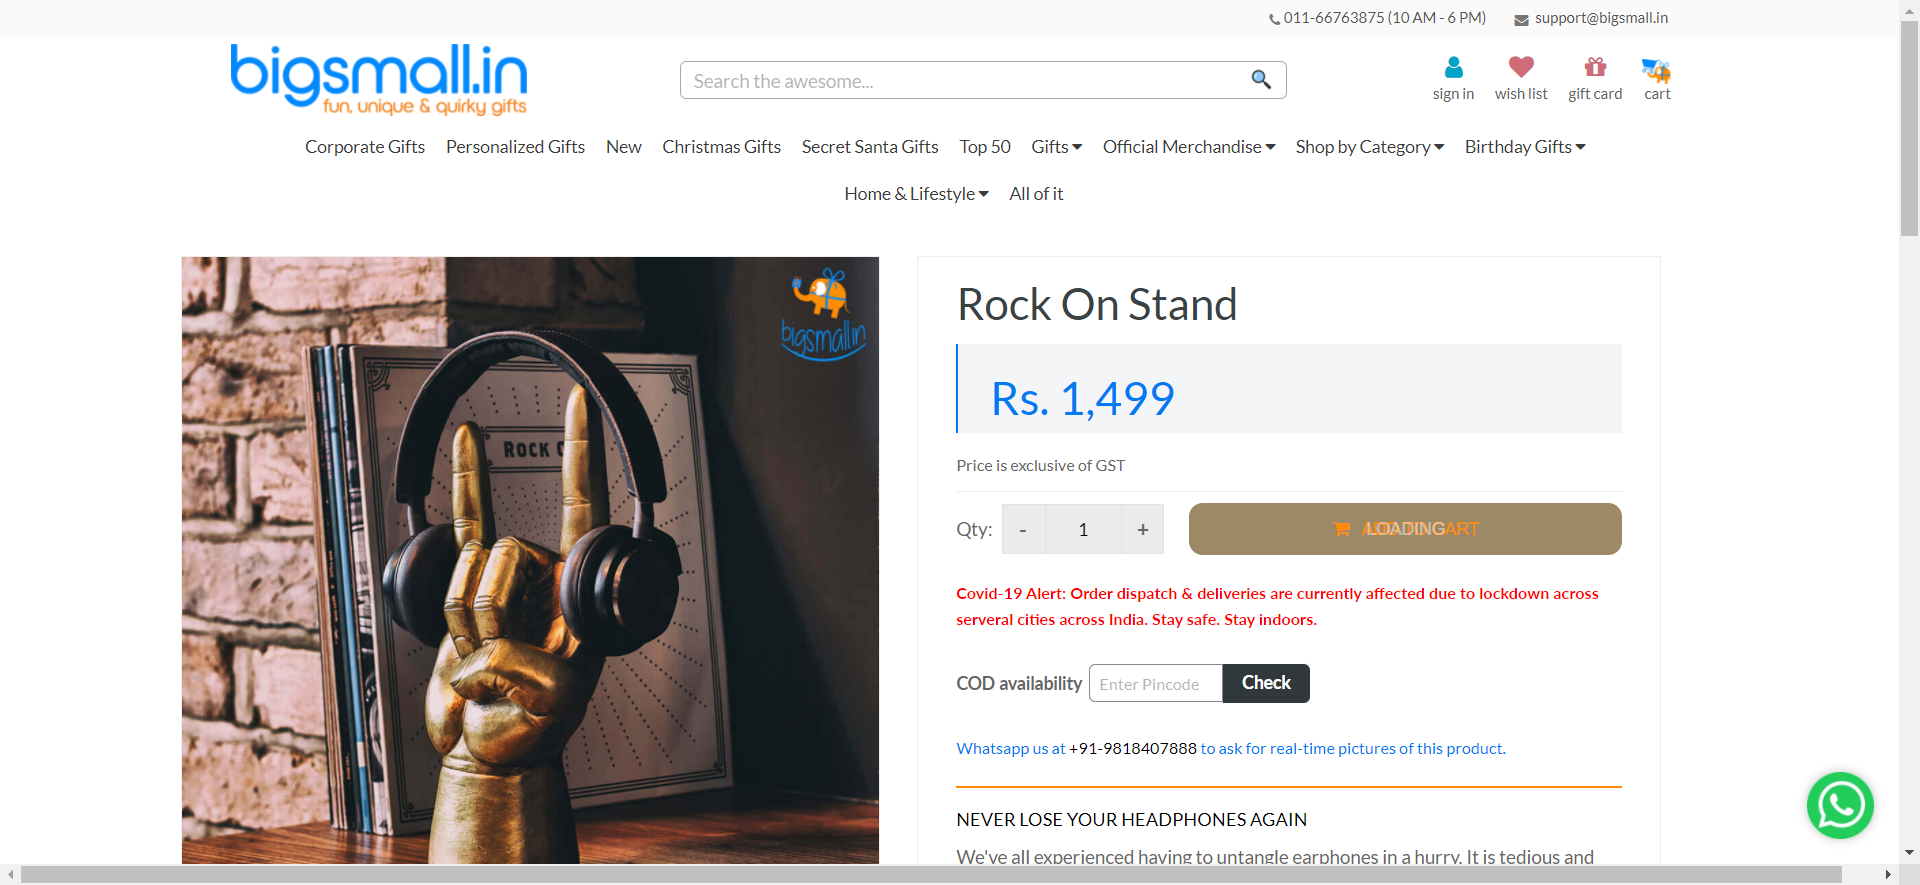 011-66763875 (10 AM - 6 PM) support@bigsmall.in
bigsmall.in
fun, unique & quirky gifts
Search the awesome...
sign in wish list gift card cart
Corporate Gifts Personalized Gifts New Christmas Gifts Secret Santa Gifts Top 50 Gifts Official Merchandise Shop by Category Birthday Gifts
Home & Lifestyle All of it
bigsmall.in
ROCK
Rock On Stand
Rs. 1,499
Price is exclusive of GST
Qty: - 1 + LOADING
Covid-19 Alert: Order dispatch & deliveries are currently affected due to lockdown across
serveral cities across India. Stay safe. Stay indoors.
COD availability Enter Pincode Check
Whatsapp us at +91-9818407888 to ask for real-time pictures of this product.
NEVER LOSE YOUR HEADPHONES AGAIN
We've all experienced having to untangle earphones in a hurry. It is tedious and